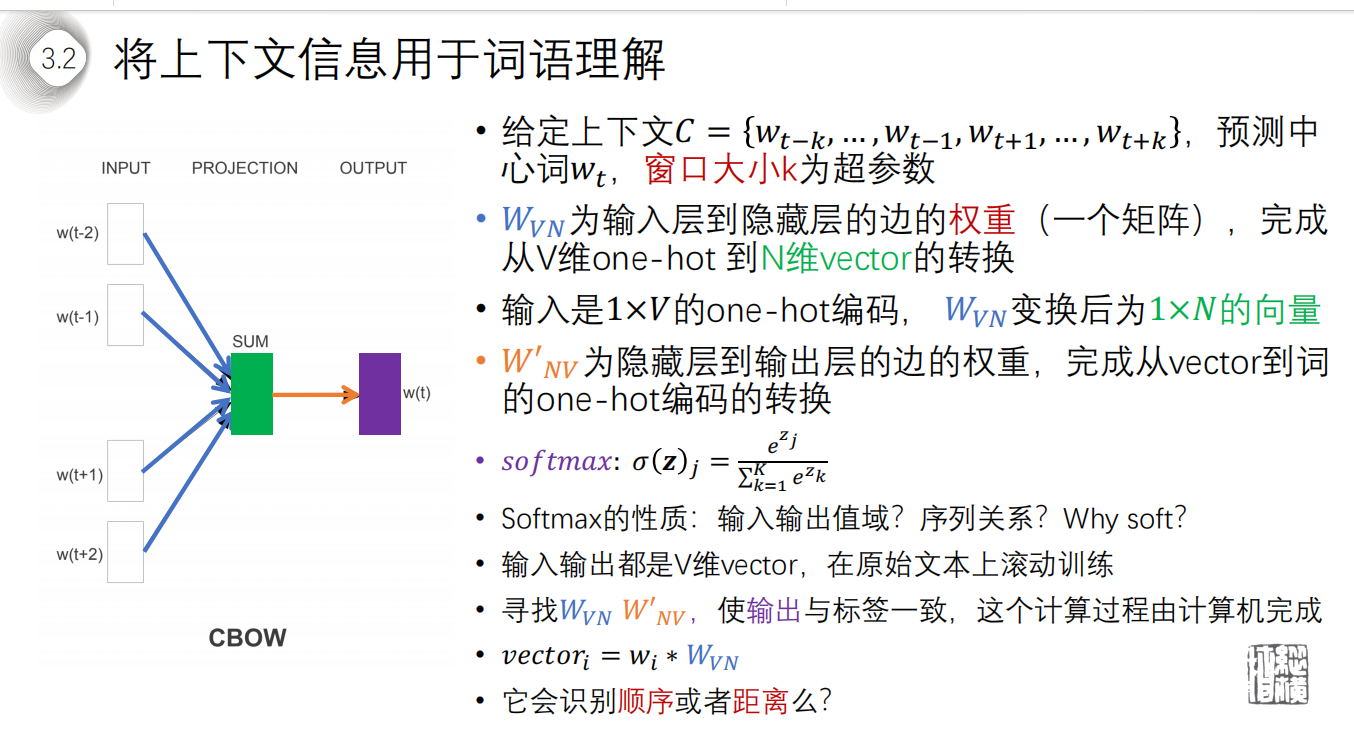 3.2
将上下文信息用于词语理解
INPUT PROJECTION OUTPUT
w(t-2)
w(t-1)
SUM
w(t)
w(t+1)
w(t+2)
CBOW
• 给定上下文C = {w_{t−k}, …, w_{t−1}, w_{t+1}, …, w_{t+k}}，预测中
心词w_t，窗口大小k为超参数
• W_{VN}为输入层到隐藏层的边的权重（一个矩阵），完成
从V维one-hot 到N维vector的转换
• 输入是1×V的one-hot编码， W_{VN}变换后为1×N的向量
• W′_{NV}为隐藏层到输出层的边的权重，完成从vector到词
的one-hot编码的转换
• softmax: σ(z)_j = e^{z_j} / ∑_{k=1}^{K} e^{z_k}
• Softmax的性质：输入输出值域？序列关系？Why soft？
• 输入输出都是V维vector，在原始文本上滚动训练
• 寻找W_{VN} W′_{NV}，使输出与标签一致，这个计算过程由计算机完成
• vector_i = w_i * W_{VN}
• 它会识别顺序或者距离么？